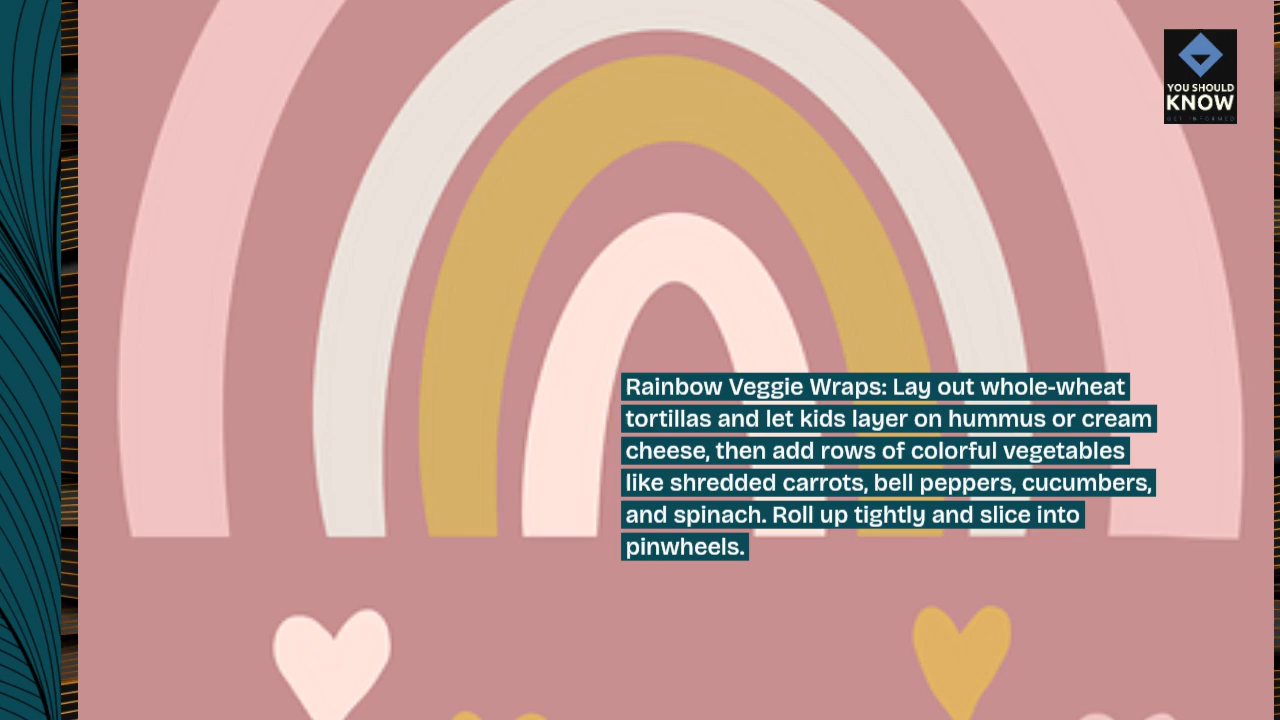 YOU SHOULD
KNOW
GET INFORMED
Rainbow Veggie Wraps: Lay out whole-wheat
tortillas and let kids layer on hummus or cream
cheese, then add rows of colorful vegetables
like shredded carrots, bell peppers, cucumbers,
and spinach. Roll up tightly and slice into
pinwheels.